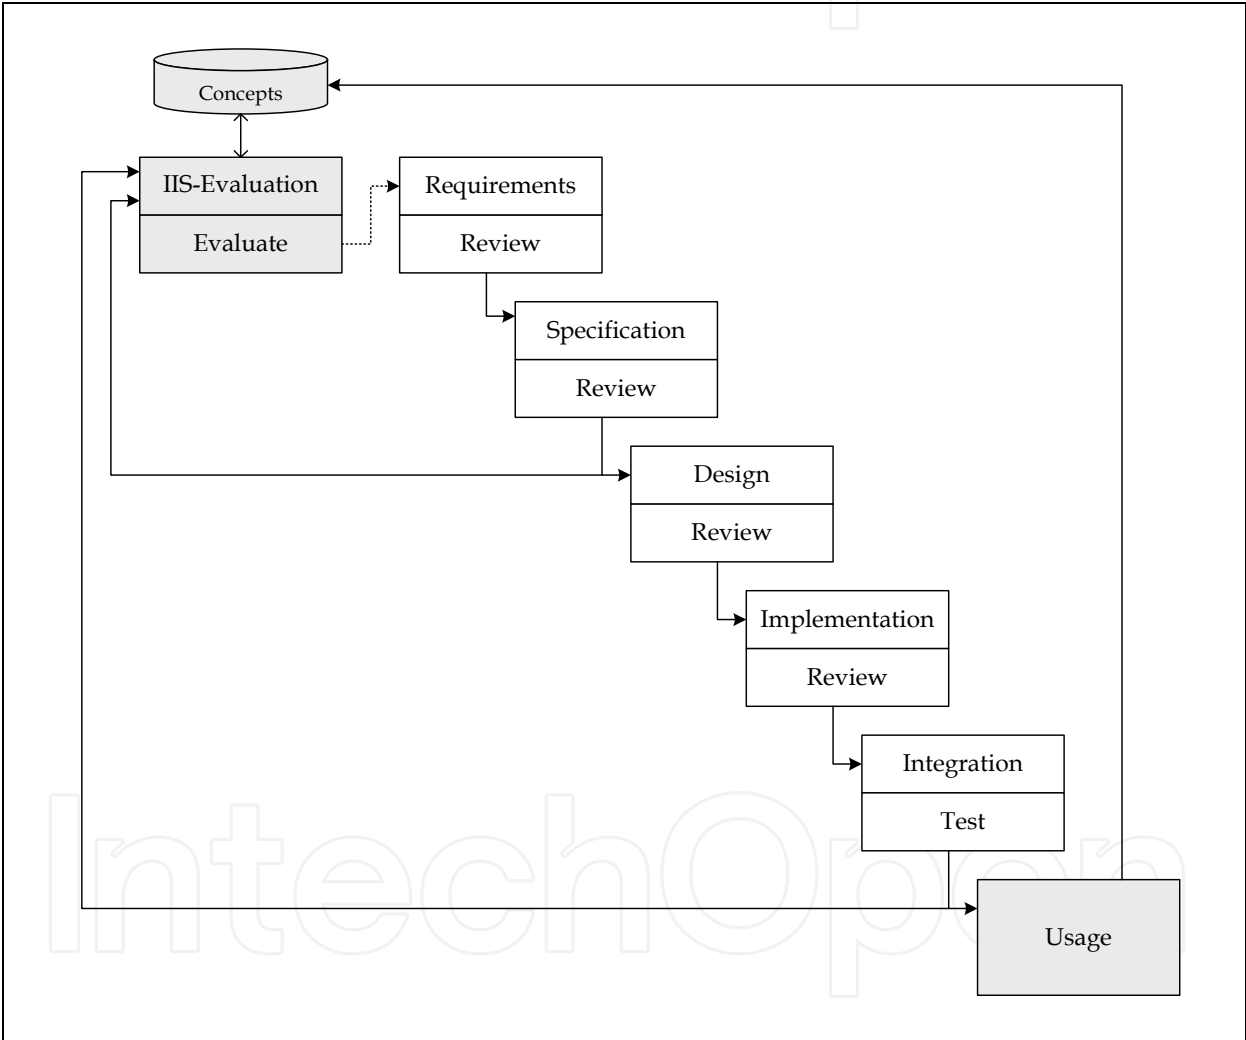 Concepts
IIS-Evaluation
Evaluate
Requirements
Review
Specification
Review
Design
Review
Implementation
Review
Integration
Test
Usage
IntechOpen